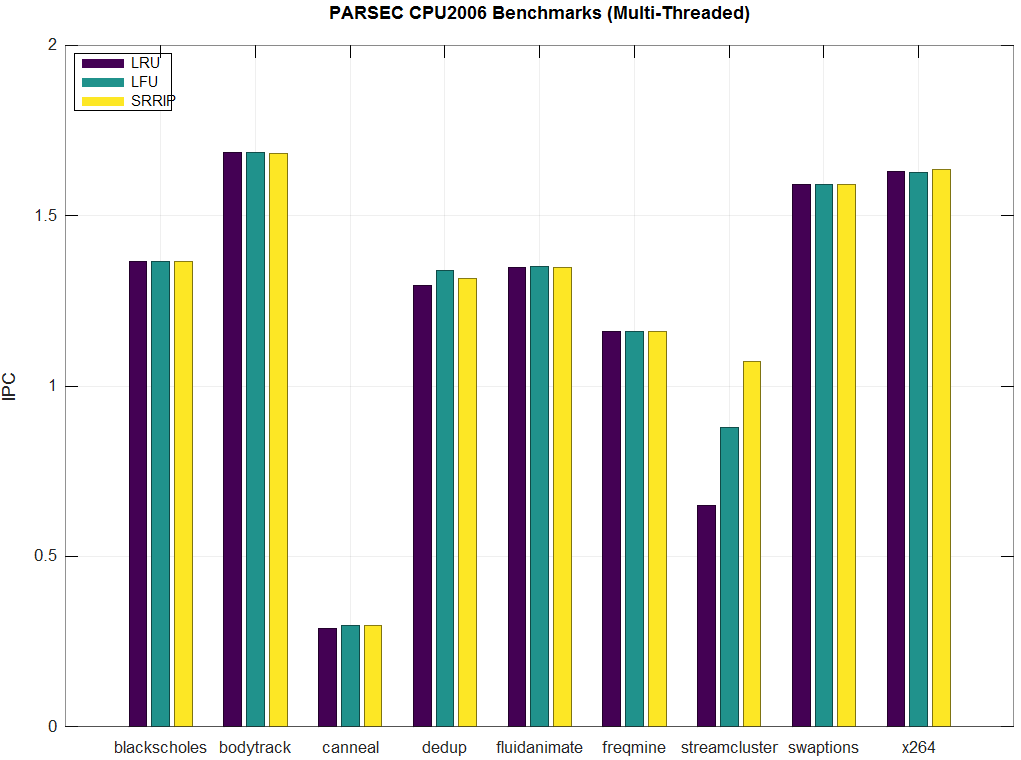 PARSEC CPU2006 Benchmarks (Multi-Threaded)
2
LRU
LFU
SRRIP
1.5
1
IPC
0.5
0
blackscholes bodytrack canneal dedup fluidanimate freqmine streamcluster swaptions x264